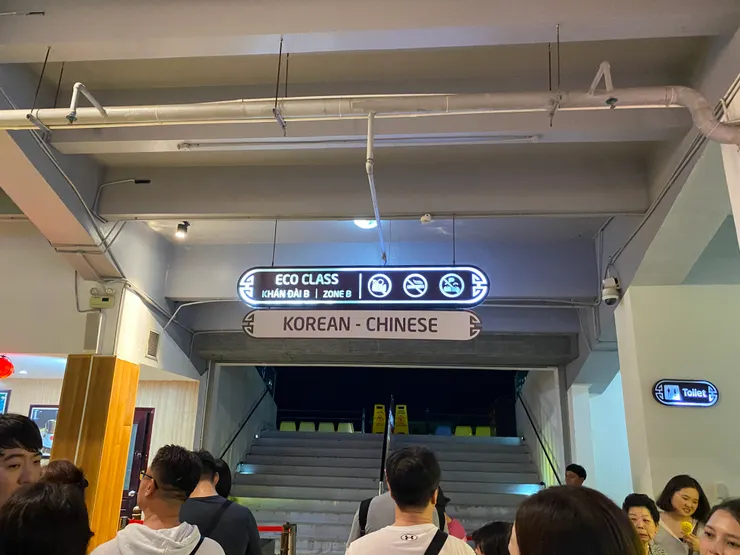 ECO CLASS
KHÁN ĐÀI B | ZONE B
KOREAN - CHINESE
Toilet